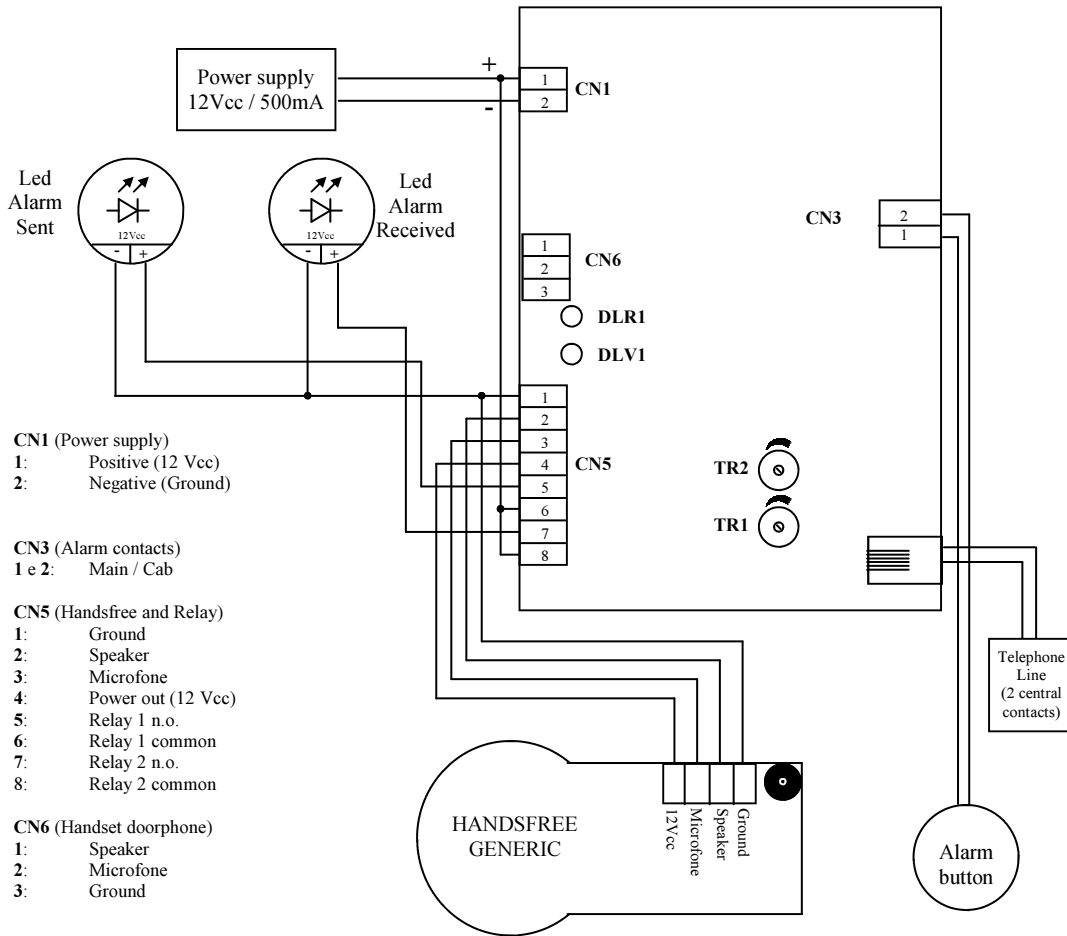 Power supply
12Vcc / 500mA
+
-
1
2
CN1
Led
Alarm
Sent
12Vcc
-
+
Led
Alarm
Received
12Vcc
-
+
CN3
2
1
1
2
3
CN6
DLR1
DLV1
1
2
3
4
5
6
7
8
CN5
TR2
TR1
CN1 (Power supply)
1: Positive (12 Vcc)
2: Negative (Ground)
CN3 (Alarm contacts)
1 e 2: Main / Cab
CN5 (Handsfree and Relay)
1: Ground
2: Speaker
3: Microfone
4: Power out (12 Vcc)
5: Relay 1 n.o.
6: Relay 1 common
7: Relay 2 n.o.
8: Relay 2 common
CN6 (Handset doorphone)
1: Speaker
2: Microfone
3: Ground
Telephone
Line
(2 central
contacts)
HANDSFREE
GENERIC
12Vcc
Microfone
Speaker
Ground
Alarm
button